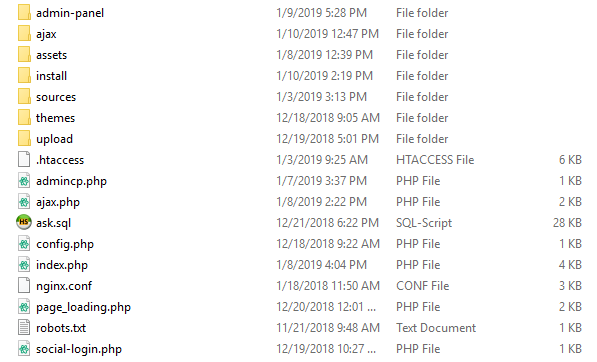 admin-panel 1/9/2019 5:28 PM File folder
ajax 1/10/2019 12:47 PM File folder
assets 1/8/2019 12:39 PM File folder
install 1/10/2019 2:19 PM File folder
sources 1/3/2019 3:13 PM File folder
themes 12/18/2018 9:05 AM File folder
upload 12/19/2018 5:01 PM File folder
.htaccess 1/3/2019 9:25 AM HTACCESS File 6 KB
admincp.php 1/7/2019 3:37 PM PHP File 1 KB
ajax.php 1/8/2019 2:22 PM PHP File 2 KB
HS ask.sql 12/21/2018 6:22 PM SQL-Script 28 KB
config.php 12/18/2018 9:22 AM PHP File 1 KB
index.php 1/8/2019 4:04 PM PHP File 4 KB
nginx.conf 1/18/2018 11:50 AM CONF File 3 KB
page_loading.php 12/20/2018 12:01 ... PHP File 2 KB
robots.txt 11/21/2018 9:48 AM Text Document 1 KB
social-login.php 12/19/2018 10:27 ... PHP File 5 KB